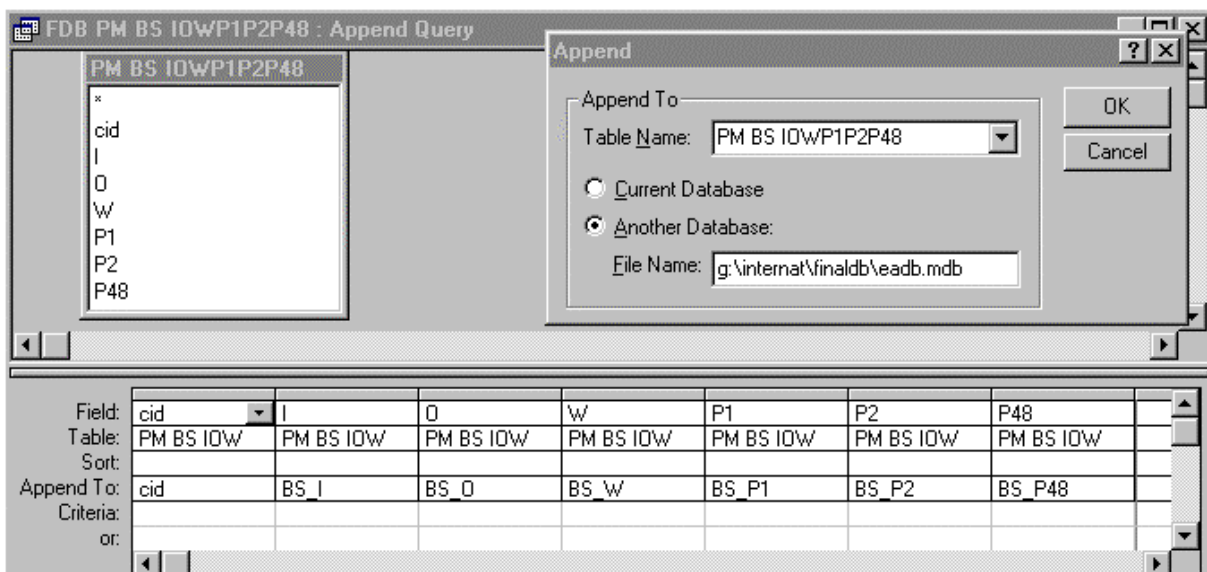 FDB PM BS IOWP1P2P48 : Append Query
PM BS IOWP1P2P48
*
cid
I
O
W
P1
P2
P48
Append
Append To
Table Name: PM BS IOWP1P2P48
Current Database
Another Database:
File Name: g:\internat\finaldb\eadb.mdb
OK
Cancel
Field: cid I O W P1 P2 P48
Table: PM BS IOW PM BS IOW PM BS IOW PM BS IOW PM BS IOW PM BS IOW PM BS IOW
Sort:
Append To: cid BS_I BS_O BS_W BS_P1 BS_P2 BS_P48
Criteria:
or: